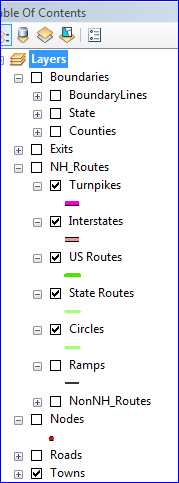 ble Of Contents
Layers
Boundaries
BoundaryLines
State
Counties
Exits
NH_Routes
Turnpikes
Interstates
US Routes
State Routes
Circles
Ramps
NonNH_Routes
Nodes
Roads
Towns